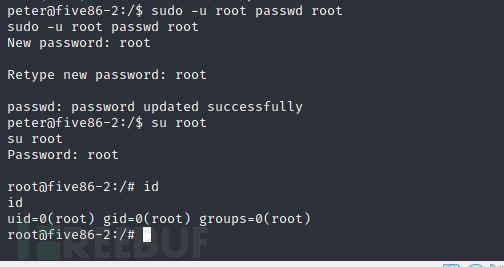 peter@five86-2:/$ sudo -u root passwd root
sudo -u root passwd root
New password: root
Retype new password: root
passwd: password updated successfully
peter@five86-2:/$ su root
su root
Password: root
root@five86-2:/# id
id
uid=0(root) gid=0(root) groups=0(root)
root@five86-2:/#
REEBUF